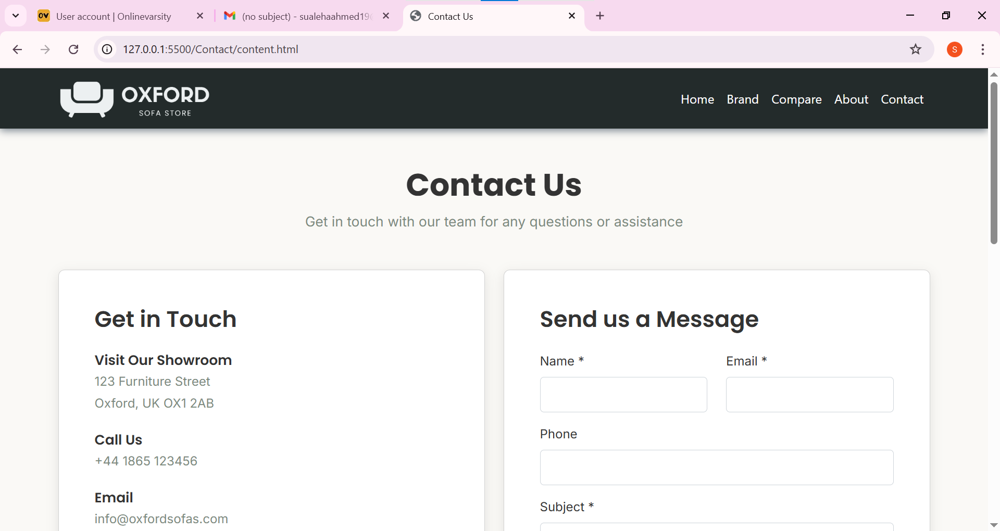 User account | Onlinevarsity
(no subject) - sualehaahmed19
Contact Us
127.0.0.1:5500/Contact/content.html
S
OXFORD
SOFA STORE
Home Brand Compare About Contact
Contact Us
Get in touch with our team for any questions or assistance
Get in Touch
Visit Our Showroom
123 Furniture Street
Oxford, UK OX1 2AB
Call Us
+44 1865 123456
Email
info@oxfordsofas.com
Send us a Message
Name * Email *
Phone
Subject *